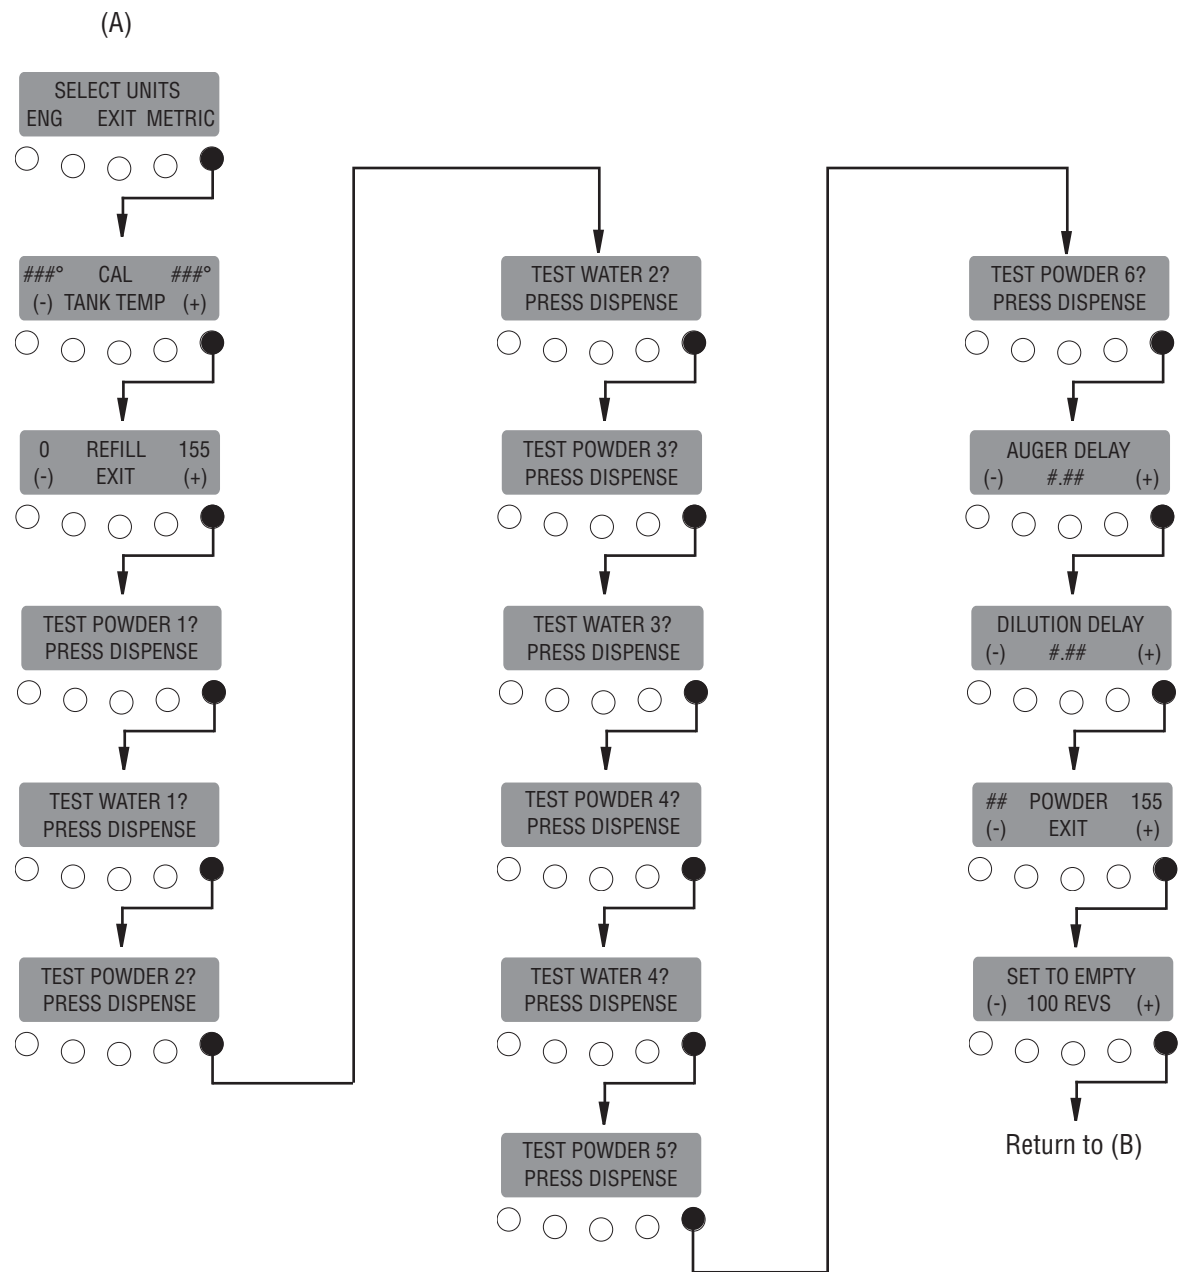 (A)
SELECT UNITS
ENG EXIT METRIC
###° CAL ###°
(-) TANK TEMP (+)
0 REFILL 155
(-) EXIT (+)
TEST POWDER 1?
PRESS DISPENSE
TEST WATER 1?
PRESS DISPENSE
TEST POWDER 2?
PRESS DISPENSE
TEST WATER 2?
PRESS DISPENSE
TEST POWDER 3?
PRESS DISPENSE
TEST WATER 3?
PRESS DISPENSE
TEST POWDER 4?
PRESS DISPENSE
TEST WATER 4?
PRESS DISPENSE
TEST POWDER 5?
PRESS DISPENSE
TEST POWDER 6?
PRESS DISPENSE
AUGER DELAY
(-) #.## (+)
DILUTION DELAY
(-) #.## (+)
## POWDER 155
(-) EXIT (+)
SET TO EMPTY
(-) 100 REVS (+)
Return to (B)